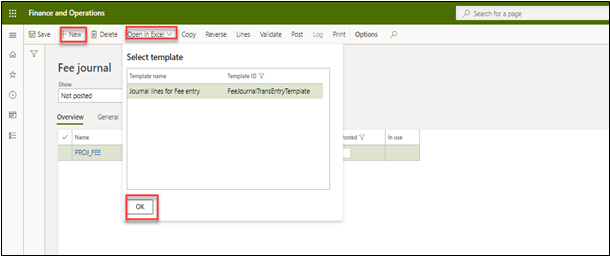 Finance and Operations
Search for a page
Save
New
Delete
Open in Excel
Copy
Reverse
Lines
Validate
Post
Log
Print
Options
Fee journal
Show
Not posted
Overview
General
Name
PROJ_FEE
Select template
Template name
Template ID
Journal lines for Fee entry
FeeJournalTransEntryTemplate
OK
Posted
In use